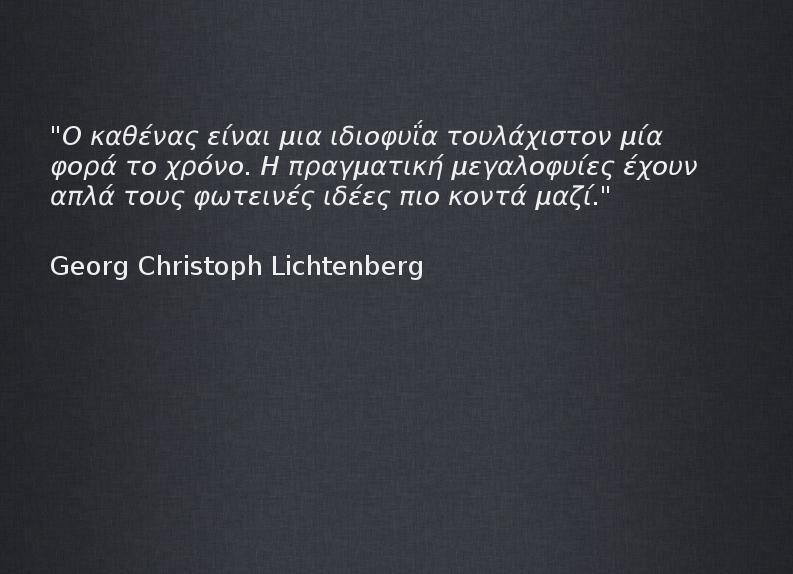 "Ο καθένας είναι μια ιδιοφυΐα τουλάχιστον μία
φορά το χρόνο. Η πραγματική μεγαλοφυίες έχουν
απλά τους φωτεινές ιδέες πιο κοντά μαζί."
Georg Christoph Lichtenberg